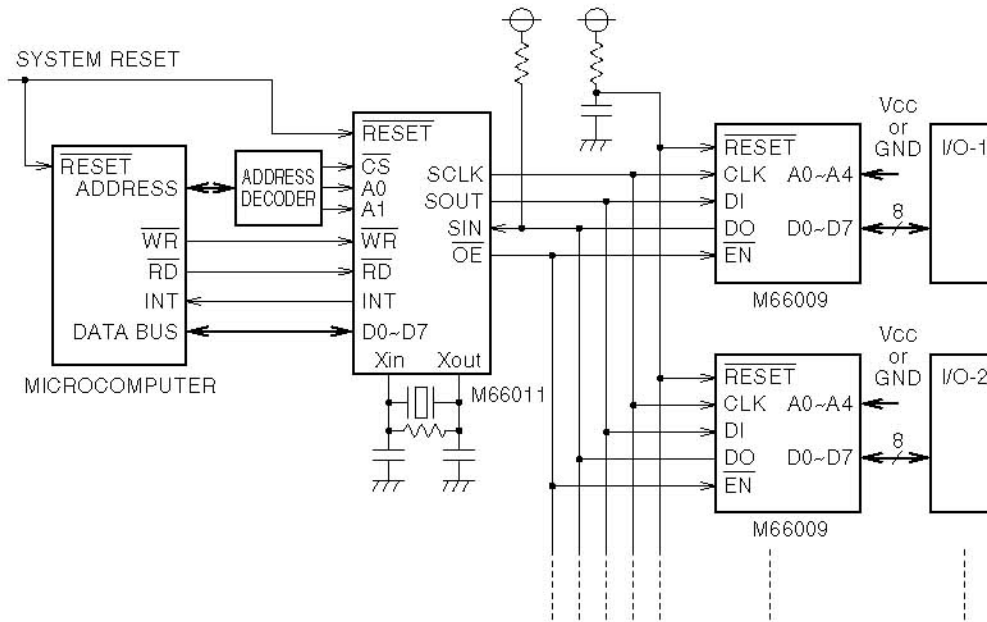 SYSTEM RESET
RESET
ADDRESS
WR
RD
INT
DATA BUS
MICROCOMPUTER
ADDRESS
DECODER
RESET
CS
A0
A1
WR
RD
INT
D0~D7
Xin Xout
SCLK
SOUT
SIN
OE
M66011
RESET
CLK A0~A4
DI
DO D0~D7
EN
M66009
Vcc
or
GND
8
I/O-1
RESET
CLK A0~A4
DI
DO D0~D7
EN
M66009
Vcc
or
GND
8
I/O-2